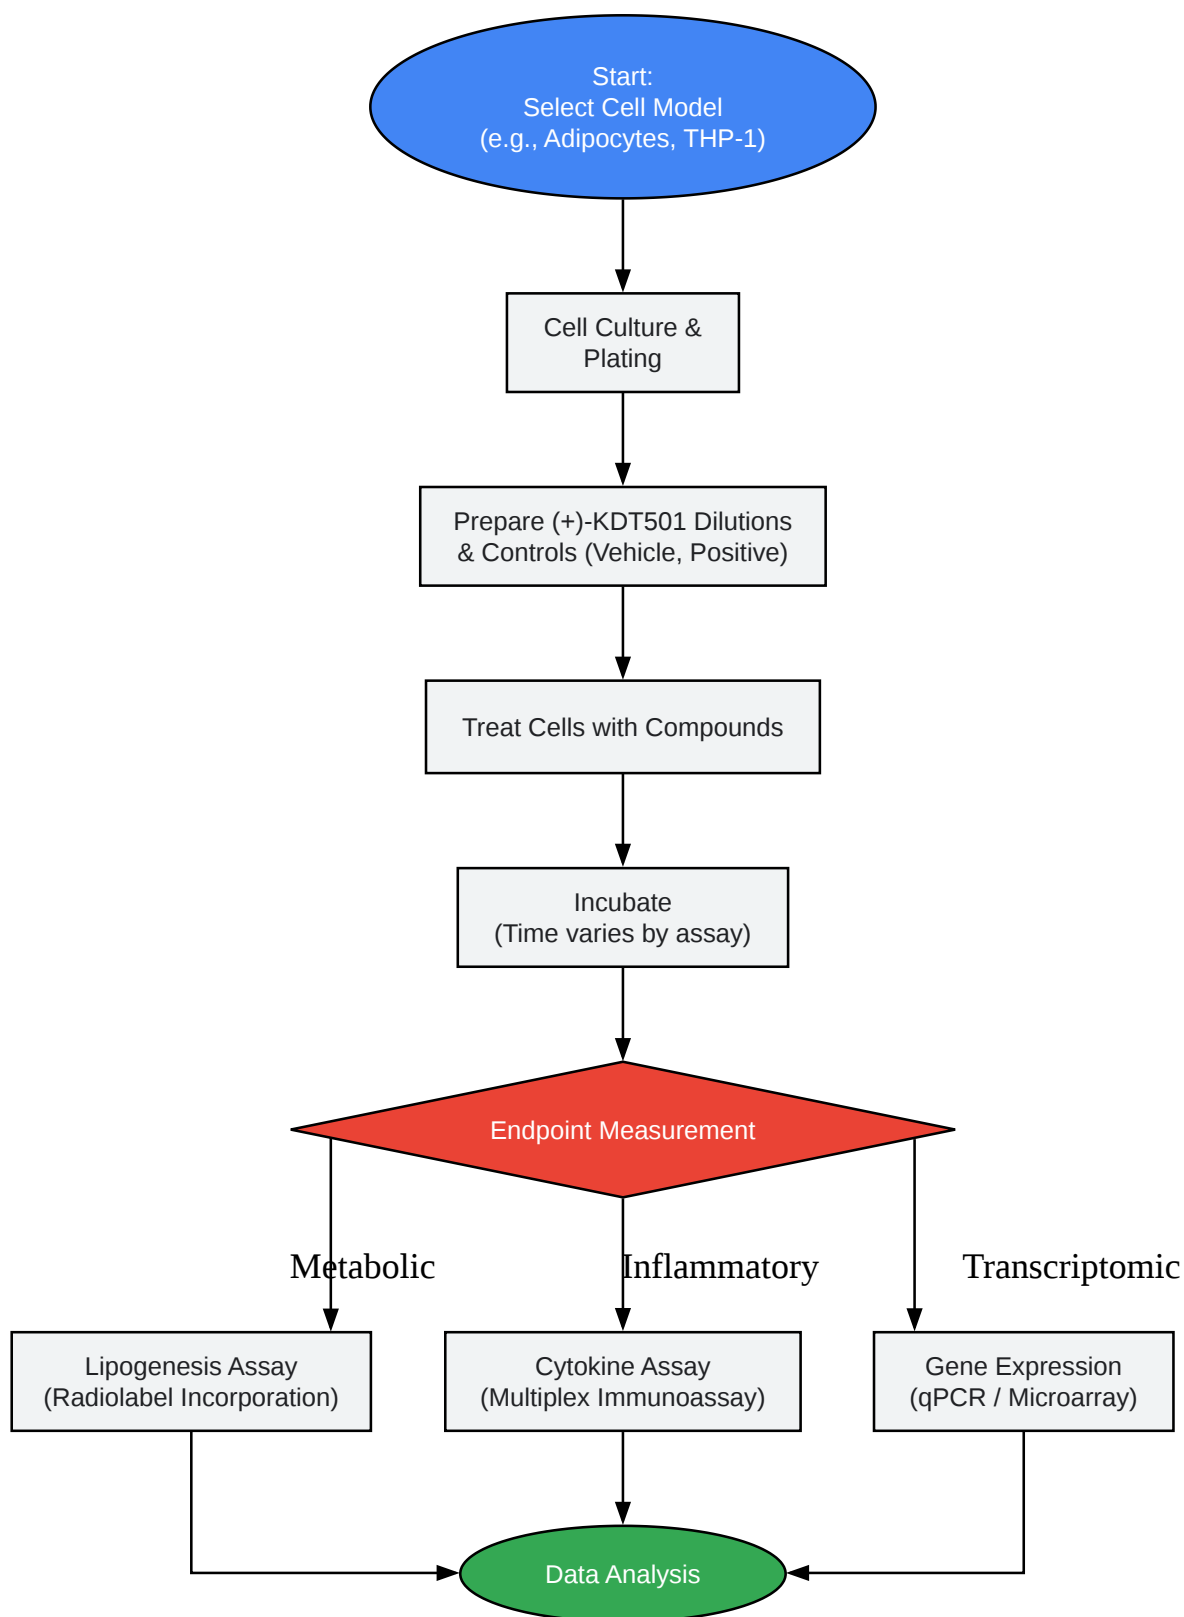 Start:
Select Cell Model
(e.g., Adipocytes, THP-1)
Cell Culture &
Plating
Prepare (+)-KDT501 Dilutions
& Controls (Vehicle, Positive)
Treat Cells with Compounds
Incubate
(Time varies by assay)
Endpoint Measurement
Metabolic
Inflammatory
Transcriptomic
Lipogenesis Assay
(Radiolabel Incorporation)
Cytokine Assay
(Multiplex Immunoassay)
Gene Expression
(qPCR / Microarray)
Data Analysis